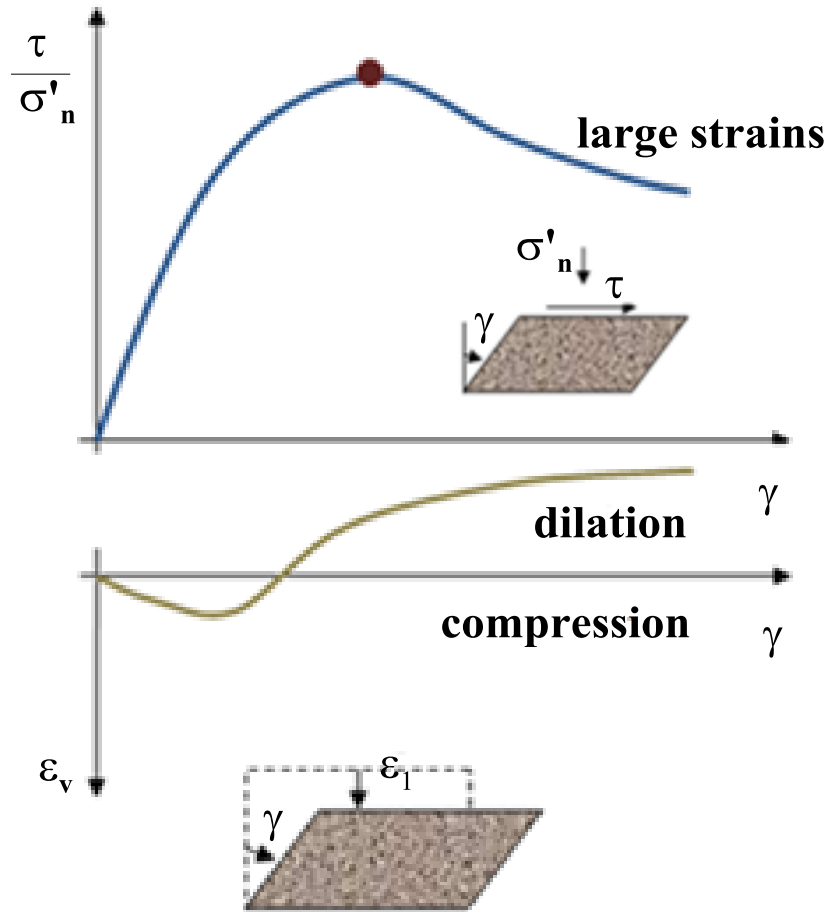 τ
σ'n
large strains
σ'n
τ
γ
γ
dilation
compression
γ
εv
ε1
γ